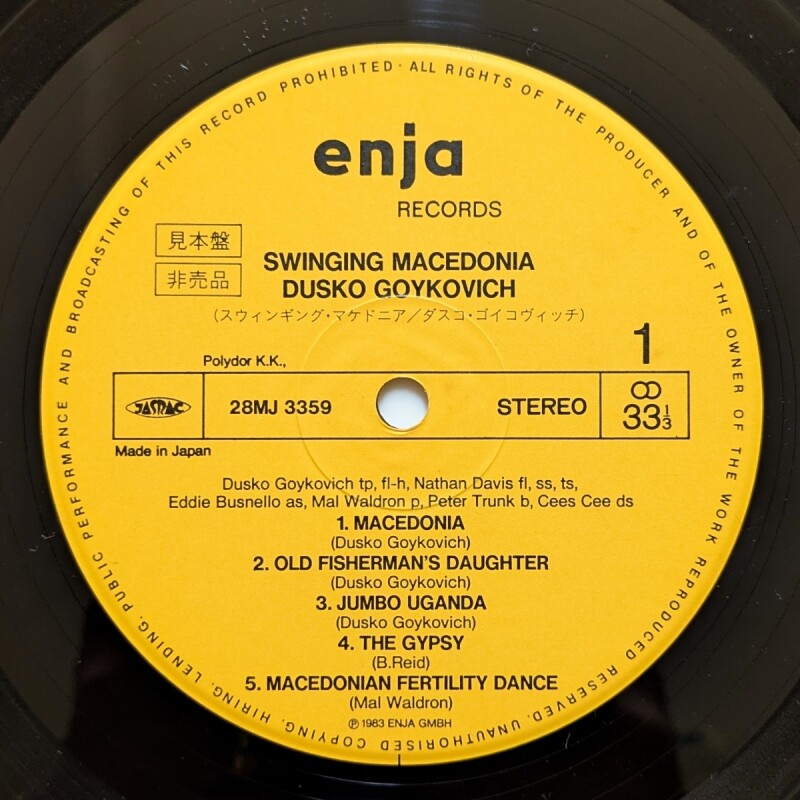 PUBLIC PERFORMANCE AND BROADCASTING OF THIS RECORD PROHIBITED · ALL RIGHTS OF THE PRODUCER AND OF THE OWNER OF THE WORK REPRODUCED RESERVED. UNAUTHORISED COPYING, HIRING, LENDING,
enja
RECORDS
見本盤
非売品
SWINGING MACEDONIA
DUSKO GOYKOVICH
(スウィンギング・マケドニア/ダスコ・ゴイコヴィッチ)
1
Polydor K.K.,
JASRAC
28MJ 3359
STEREO
33 1/3
Made in Japan
Dusko Goykovich tp, fl-h, Nathan Davis fl, ss, ts,
Eddie Busnello as, Mal Waldron p, Peter Trunk b, Cees Cee ds
1. MACEDONIA
(Dusko Goykovich)
2. OLD FISHERMAN'S DAUGHTER
(Dusko Goykovich)
3. JUMBO UGANDA
(Dusko Goykovich)
4. THE GYPSY
(B.Reid)
5. MACEDONIAN FERTILITY DANCE
(Mal Waldron)
Ⓟ 1983 ENJA GMBH